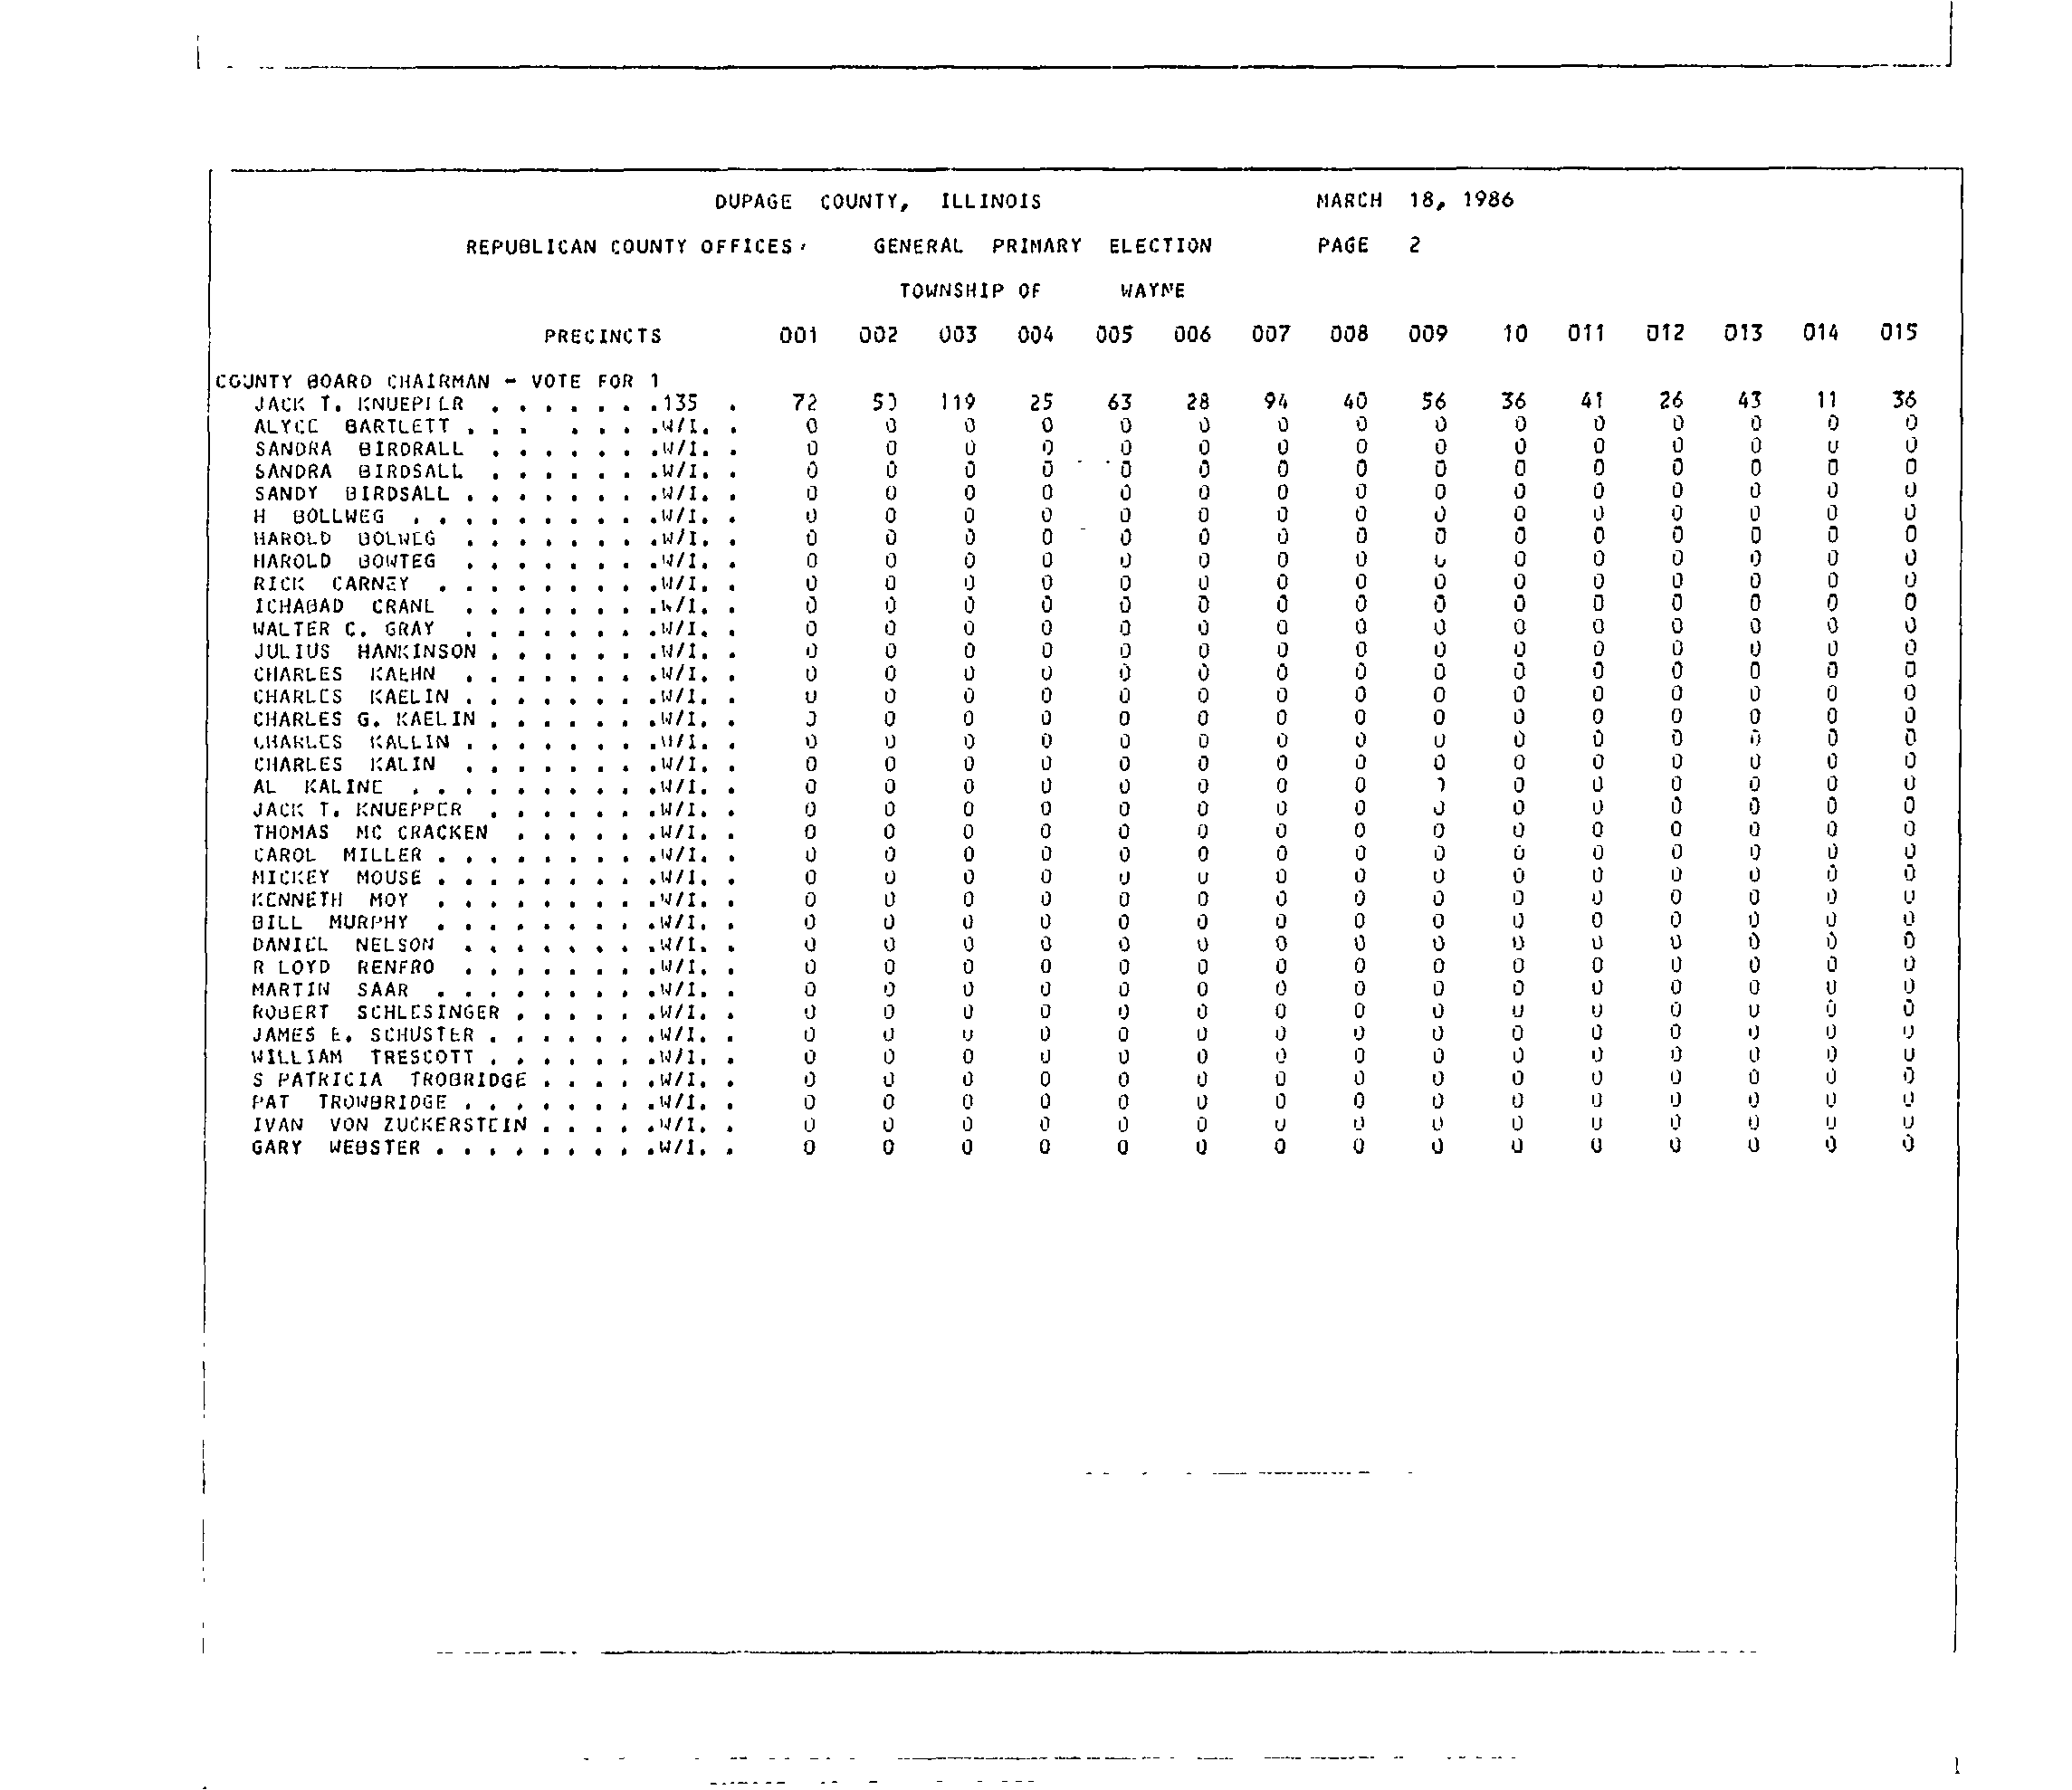 DUPAGE COUNTY, ILLINOIS MARCH 18, 1986
REPUBLICAN COUNTY OFFICES GENERAL PRIMARY ELECTION PAGE 2
TOWNSHIP OF WAYNE
PRECINCTS 001 002 003 004 005 006 007 008 009 10 011 012 013 014 015
COUNTY BOARD CHAIRMAN - VOTE FOR 1
JACK T. KNUEPFER . . . . . . .135 . 72 50 119 25 63 28 94 40 56 36 41 26 43 11 36
ALYCE BARTLETT . . . . . . .W/I. . 0 0 0 0 0 0 0 0 0 0 0 0 0 0 0
SANDRA BIRDRALL . . . . . . .W/I. . 0 0 0 0 0 0 0 0 0 0 0 0 0 0 0
SANDRA BIRDSALL . . . . . . .W/I. . 0 0 0 0 0 0 0 0 0 0 0 0 0 0 0
SANDY BIRDSALL . . . . . . . .W/I. . 0 0 0 0 0 0 0 0 0 0 0 0 0 0 0
H BOLLWEG . . . . . . . . . .W/I. . 0 0 0 0 0 0 0 0 0 0 0 0 0 0 0
HAROLD BOLWEG . . . . . . . .W/I. . 0 0 0 0 0 0 0 0 0 0 0 0 0 0 0
HAROLD BOWTEG . . . . . . . .W/I. . 0 0 0 0 0 0 0 0 0 0 0 0 0 0 0
RICK CARNEY . . . . . . . . .W/I. . 0 0 0 0 0 0 0 0 0 0 0 0 0 0 0
ICHABAD CRANE . . . . . . . .W/I. . 0 0 0 0 0 0 0 0 0 0 0 0 0 0 0
WALTER C. GRAY . . . . . . . .W/I. . 0 0 0 0 0 0 0 0 0 0 0 0 0 0 0
JULIUS HANKINSON . . . . . . .W/I. . 0 0 0 0 0 0 0 0 0 0 0 0 0 0 0
CHARLES KAEHN . . . . . . . .W/I. . 0 0 0 0 0 0 0 0 0 0 0 0 0 0 0
CHARLES KAELIN . . . . . . . .W/I. . 0 0 0 0 0 0 0 0 0 0 0 0 0 0 0
CHARLES G. KAELIN . . . . . . .W/I. . 0 0 0 0 0 0 0 0 0 0 0 0 0 0 0
CHARLES KALLIN . . . . . . . .W/I. . 0 0 0 0 0 0 0 0 0 0 0 0 0 0 0
CHARLES KALIN . . . . . . . .W/I. . 0 0 0 0 0 0 0 0 0 0 0 0 0 0 0
AL KALINE . . . . . . . . . .W/I. . 0 0 0 0 0 0 0 0 0 0 0 0 0 0
JACK T. KNUEPPER . . . . . . .W/I. . 0 0 0 0 0 0 0 0 0 0 0 0 0 0 0
THOMAS MC CRACKEN . . . . . .W/I. . 0 0 0 0 0 0 0 0 0 0 0 0 0 0 0
CAROL MILLER . . . . . . . . .W/I. . 0 0 0 0 0 0 0 0 0 0 0 0 0 0 0
MICKEY MOUSE . . . . . . . . .W/I. . 0 0 0 0 0 0 0 0 0 0 0 0 0 0 0
KENNETH MOY . . . . . . . . .W/I. . 0 0 0 0 0 0 0 0 0 0 0 0 0 0 0
BILL MURPHY . . . . . . . . .W/I. . 0 0 0 0 0 0 0 0 0 0 0 0 0 0 0
DANIEL NELSON . . . . . . . .W/I. . 0 0 0 0 0 0 0 0 0 0 0 0 0 0 0
R LOYD RENFRO . . . . . . . .W/I. . 0 0 0 0 0 0 0 0 0 0 0 0 0 0 0
MARTIN SAAR . . . . . . . . .W/I. . 0 0 0 0 0 0 0 0 0 0 0 0 0 0 0
ROBERT SCHLESINGER . . . . . .W/I. . 0 0 0 0 0 0 0 0 0 0 0 0 0 0 0
JAMES E. SCHUSTER . . . . . . .W/I. . 0 0 0 0 0 0 0 0 0 0 0 0 0 0 0
WILLIAM TRESCOTT . . . . . . .W/I. . 0 0 0 0 0 0 0 0 0 0 0 0 0 0 0
S PATRICIA TROBRIDGE . . . . .W/I. . 0 0 0 0 0 0 0 0 0 0 0 0 0 0 0
PAT TROWBRIDGE . . . . . . . .W/I. . 0 0 0 0 0 0 0 0 0 0 0 0 0 0 0
IVAN VON ZUCKERSTEIN . . . . .W/I. . 0 0 0 0 0 0 0 0 0 0 0 0 0 0 0
GARY WEBSTER . . . . . . . . .W/I. . 0 0 0 0 0 0 0 0 0 0 0 0 0 0 0